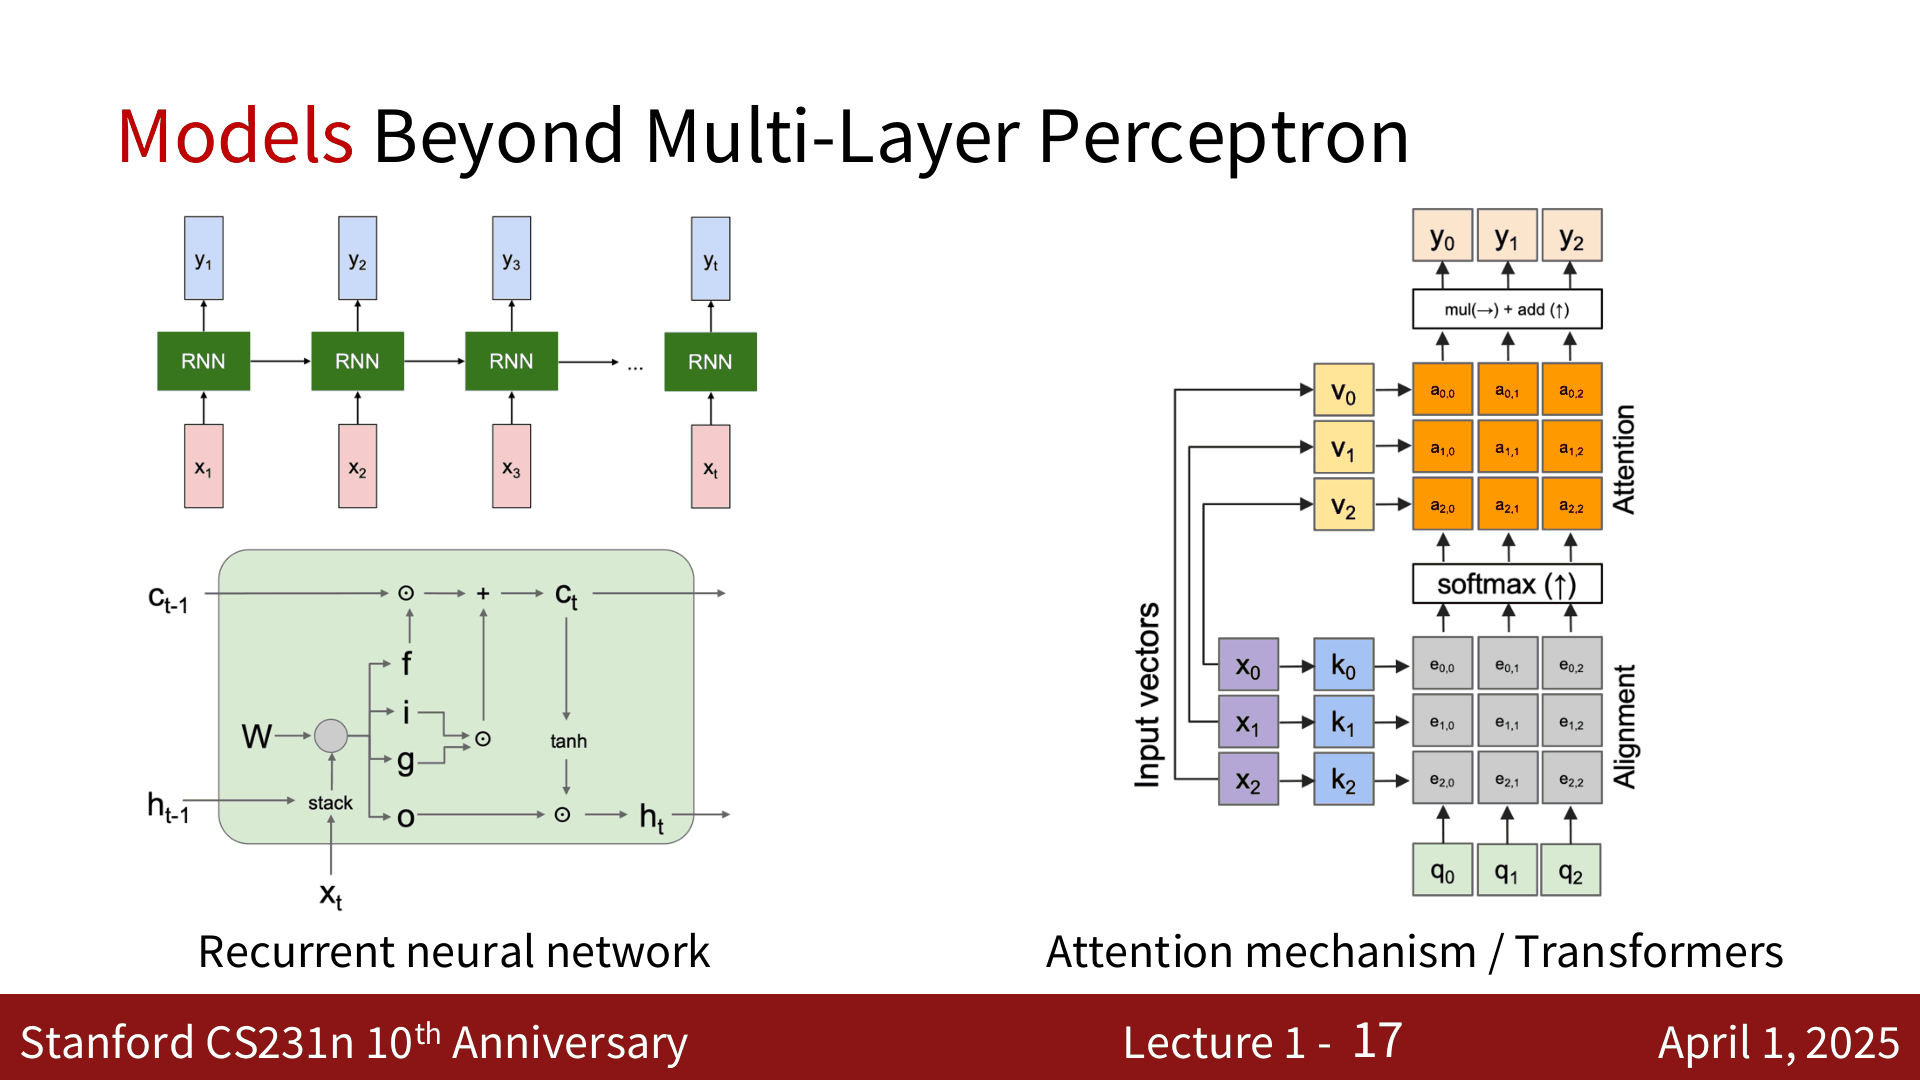 Models Beyond Multi-Layer Perceptron
y1 y2 y3 yt
RNN RNN RNN ... RNN
x1 x2 x3 xt
ct-1 ⊙ + ct
f
i
W ⊙ tanh
g
ht-1 stack o ⊙ ht
xt
Recurrent neural network
y0 y1 y2
mul(→) + add (↑)
v0 a0,0 a0,1 a0,2
v1 a1,0 a1,1 a1,2
v2 a2,0 a2,1 a2,2
Attention
softmax (↑)
Input vectors
x0 k0 e0,0 e0,1 e0,2
x1 k1 e1,0 e1,1 e1,2
x2 k2 e2,0 e2,1 e2,2
Alignment
q0 q1 q2
Attention mechanism / Transformers
Stanford CS231n 10th Anniversary
Lecture 1 - 17
April 1, 2025